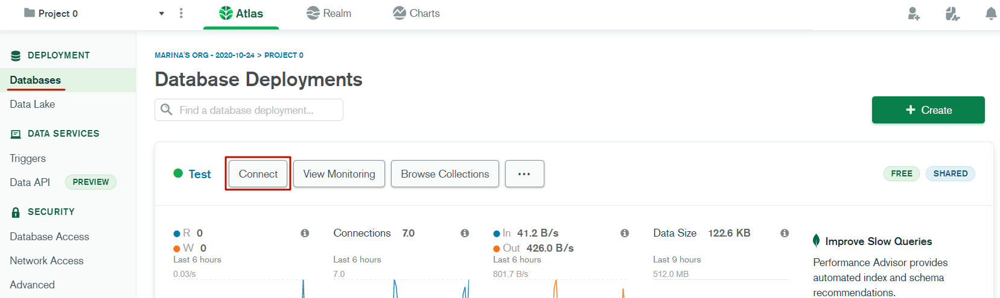 Project 0
Atlas
Realm
Charts
DEPLOYMENT
Databases
Data Lake
DATA SERVICES
Triggers
Data API PREVIEW
SECURITY
Database Access
Network Access
Advanced
MARINA'S ORG - 2020-10-24 > PROJECT 0
Database Deployments
Find a database deployment...
+ Create
Test
Connect
View Monitoring
Browse Collections
...
FREE
SHARED
R 0
W 0
Last 6 hours
0.03/s
Connections 7.0
Last 6 hours
7.0
In 41.2 B/s
Out 426.0 B/s
Last 6 hours
801.7 B/s
Data Size 122.6 KB
Last 9 hours
512.0 MB
Improve Slow Queries
Performance Advisor provides
automated index and schema
recommendations.